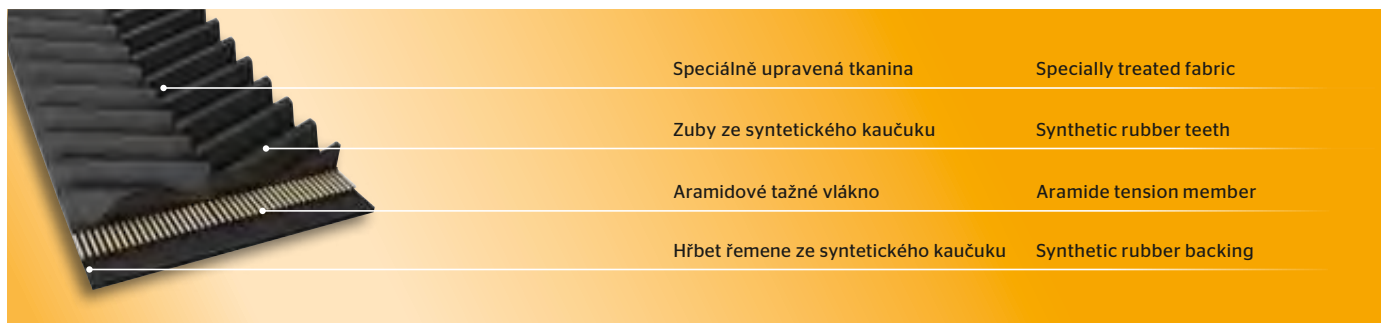 Speciálně upravená tkanina Specially treated fabric
Zuby ze syntetického kaučuku Synthetic rubber teeth
Aramidové tažné vlákno Aramide tension member
Hřbet řemene ze syntetického kaučuku Synthetic rubber backing